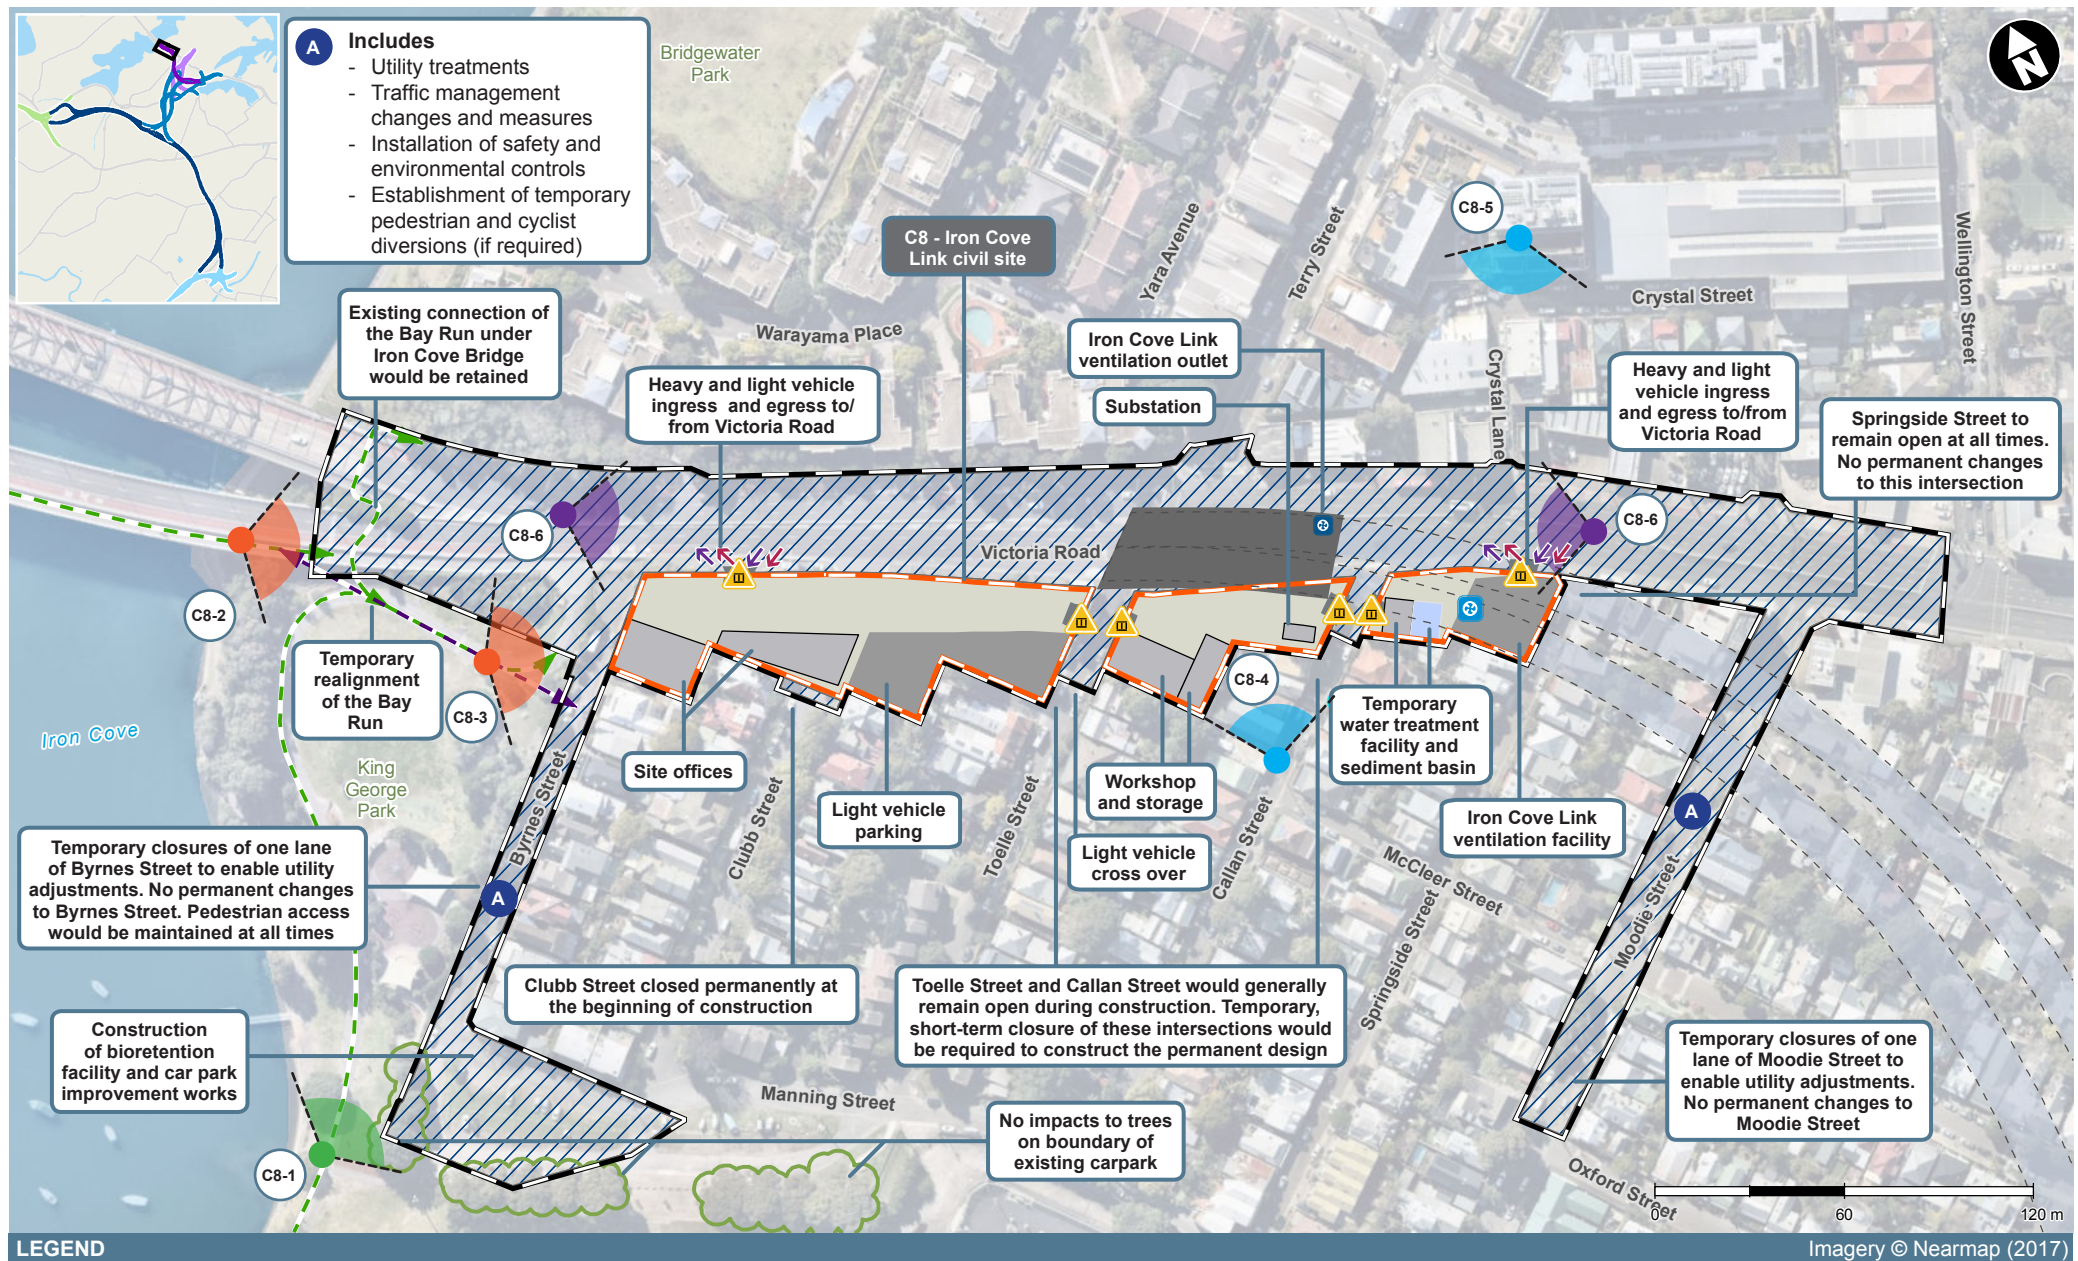 A
Includes
- Utility treatments
- Traffic management
changes and measures
- Installation of safety and
environmental controls
- Establishment of temporary
pedestrian and cyclist
diversions (if required)
Bridgewater
Park
N
C8-5
C8 - Iron Cove
Link civil site
Yara Avenue
Terry Street
Wellington Street
Crystal Street
Existing connection of
the Bay Run under
Iron Cove Bridge
would be retained
Warayama Place
Iron Cove Link
ventilation outlet
Crystal Lane
Heavy and light vehicle
ingress and egress to/
from Victoria Road
Substation
Heavy and light
vehicle ingress
and egress to/from
Victoria Road
Springside Street to
remain open at all times.
No permanent changes
to this intersection
C8-6
C8-6
Victoria Road
C8-2
Temporary
realignment
of the Bay
Run
C8-3
C8-4
Iron Cove
King
George
Park
Site offices
Temporary
water treatment
facility and
sediment basin
Workshop
and storage
Light vehicle
parking
Byrnes Street
Clubb Street
Toelle Street
Callan Street
Light vehicle
cross over
Iron Cove Link
ventilation facility
A
McCleer Street
Temporary closures of one lane
of Byrnes Street to enable utility
adjustments. No permanent changes
to Byrnes Street. Pedestrian access
would be maintained at all times
A
Springside Street
Moodie Street
Clubb Street closed permanently at
the beginning of construction
Toelle Street and Callan Street would generally
remain open during construction. Temporary,
short-term closure of these intersections would
be required to construct the permanent design
Construction
of bioretention
facility and car park
improvement works
Temporary closures of one
lane of Moodie Street to
enable utility adjustments.
No permanent changes to
Moodie Street
Manning Street
No impacts to trees
on boundary of
existing carpark
C8-1
Oxford Street
0 60 120 m
LEGEND
Imagery © Nearmap (2017)